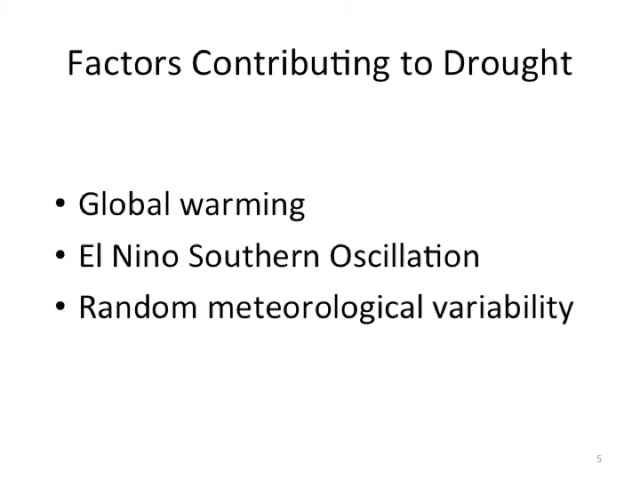 Factors Contributing to Drought
• Global warming
• El Nino Southern Oscillation
• Random meteorological variability
5